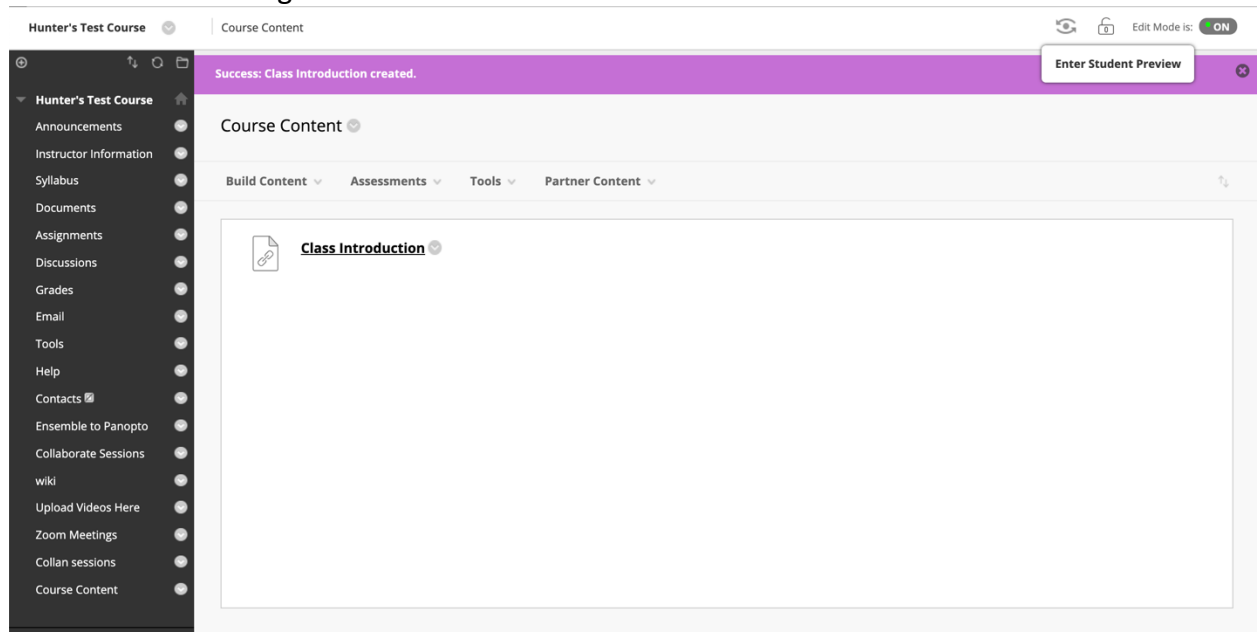 Hunter's Test Course
Course Content
0
Edit Mode is:
ON
Enter Student Preview
Success: Class Introduction created.
Hunter's Test Course
Announcements
Instructor Information
Syllabus
Documents
Assignments
Discussions
Grades
Email
Tools
Help
Contacts
Ensemble to Panopto
Collaborate Sessions
wiki
Upload Videos Here
Zoom Meetings
Collan sessions
Course Content
Course Content
Build Content
Assessments
Tools
Partner Content
Class Introduction